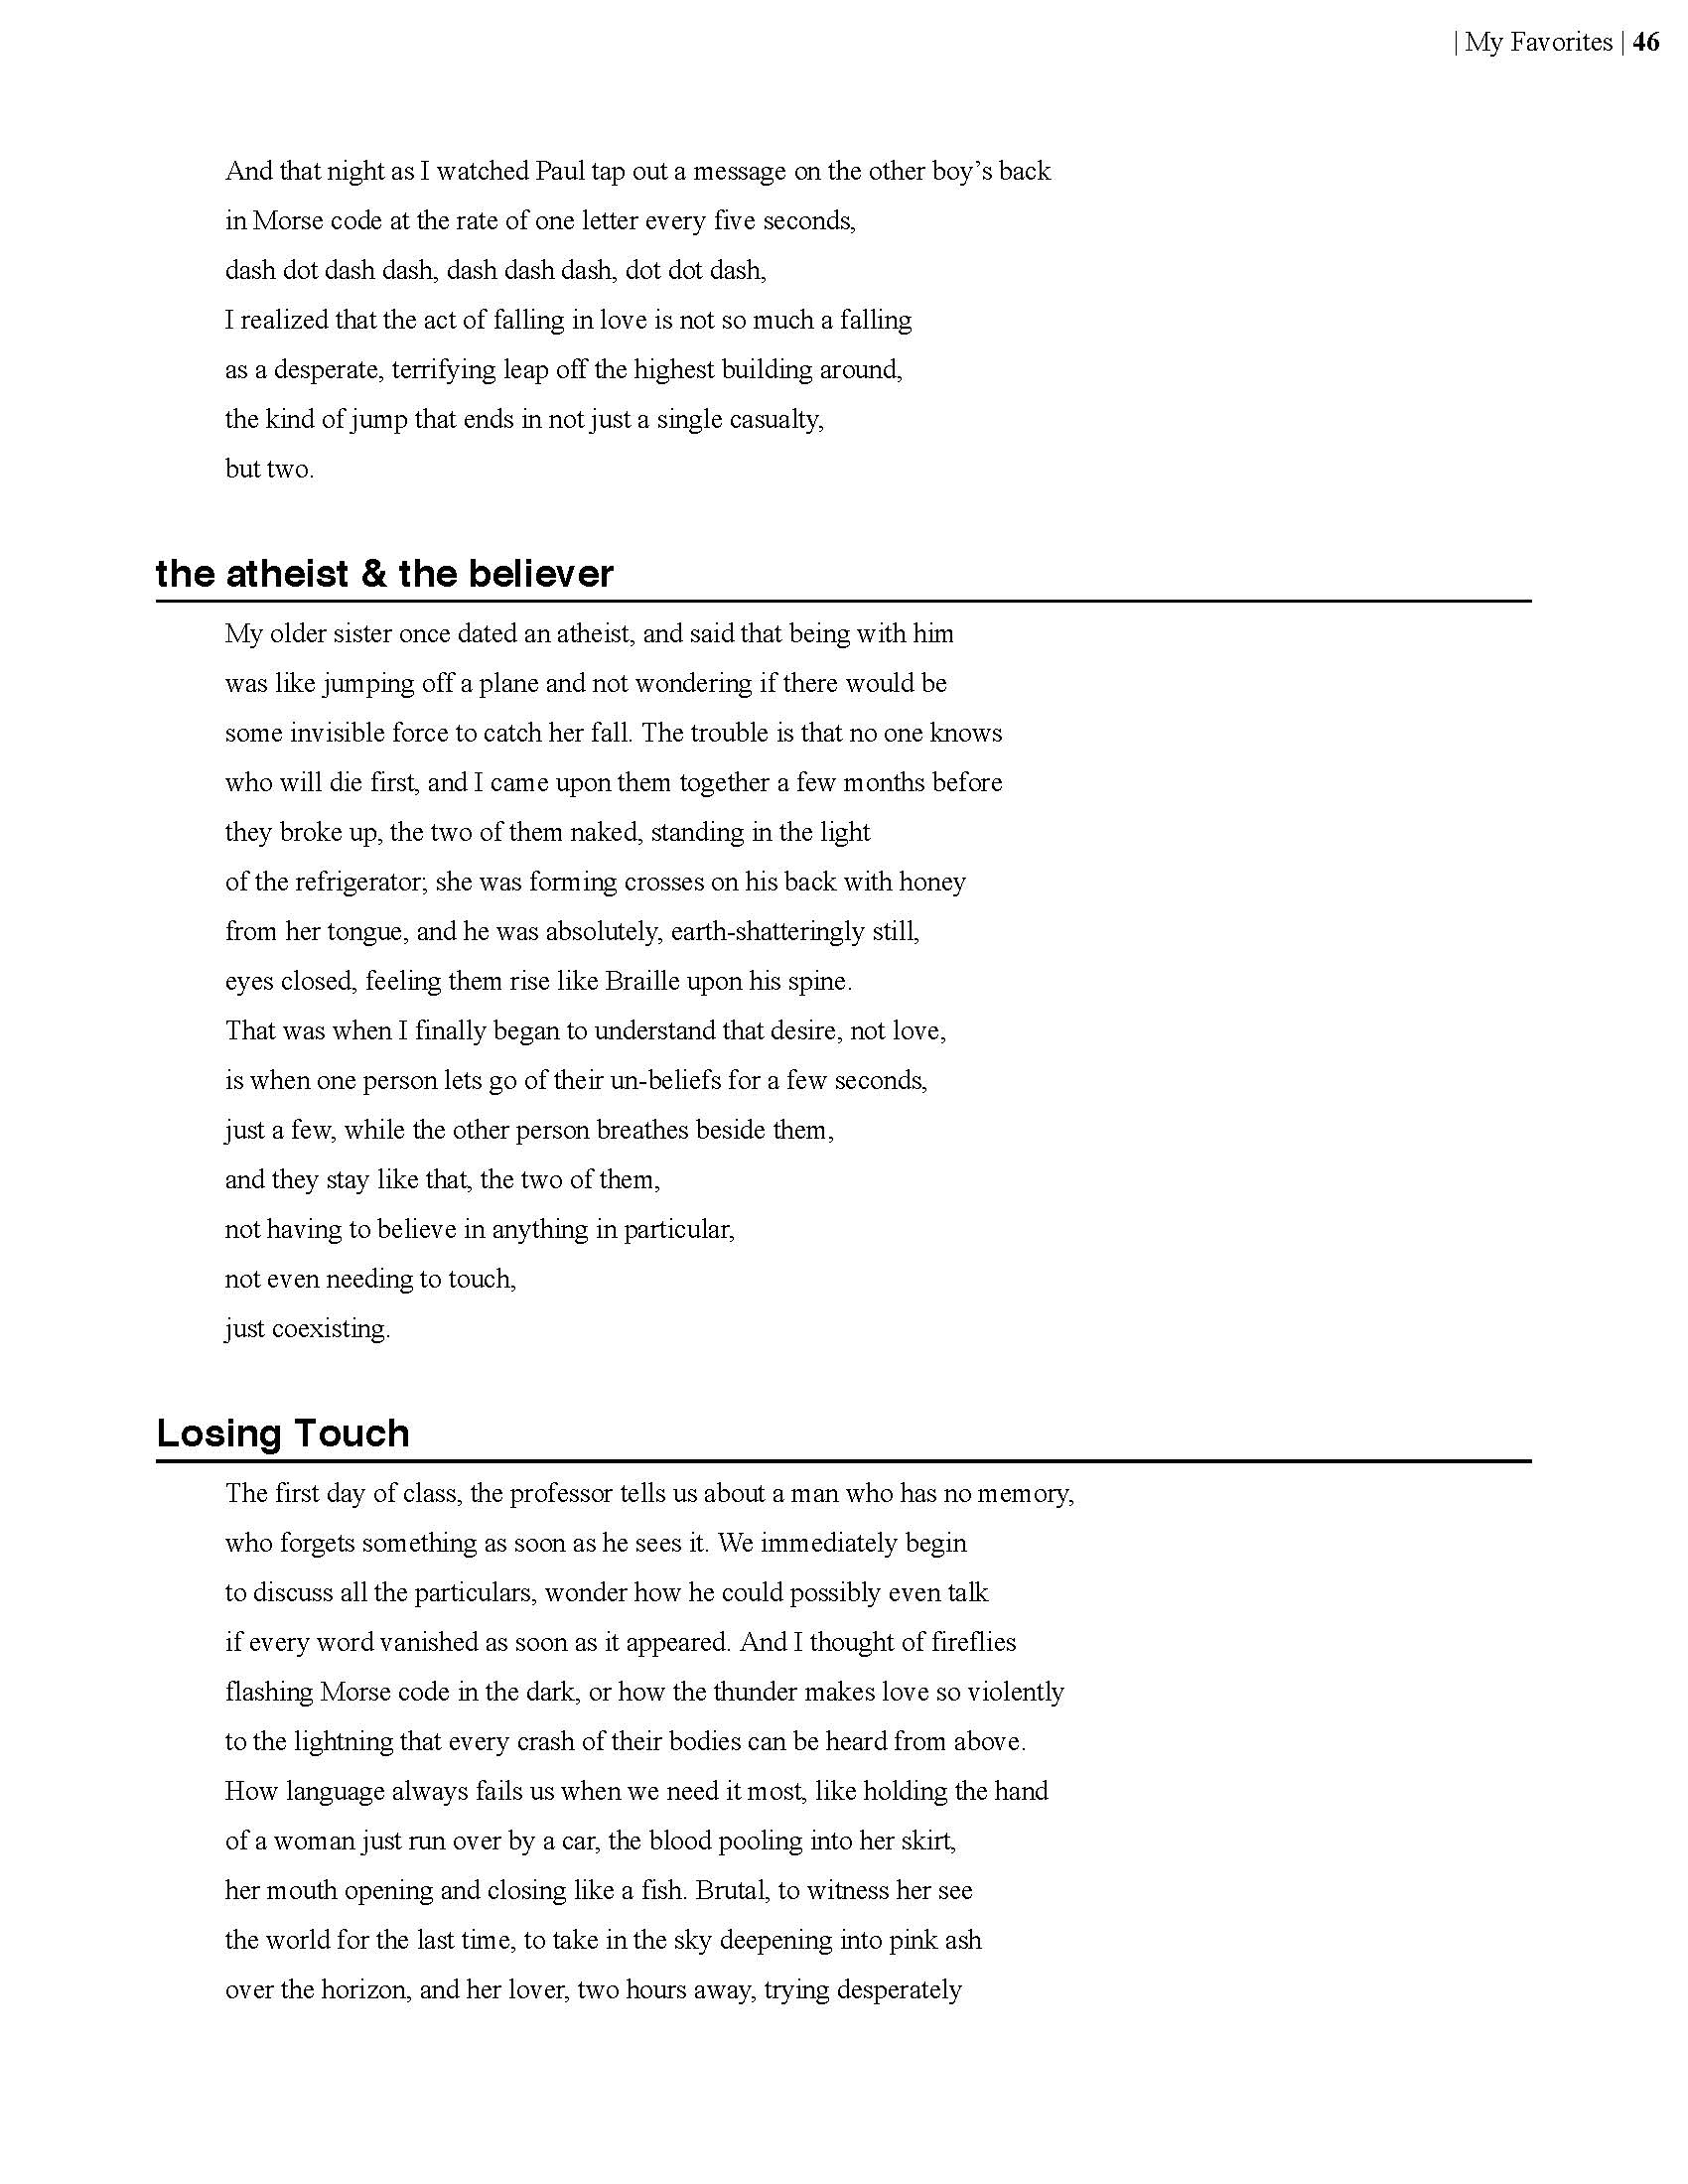 | My Favorites | 46
And that night as I watched Paul tap out a message on the other boy’s back
in Morse code at the rate of one letter every five seconds,
dash dot dash dash, dash dash dash, dot dot dash,
I realized that the act of falling in love is not so much a falling
as a desperate, terrifying leap off the highest building around,
the kind of jump that ends in not just a single casualty,
but two.
the atheist & the believer
My older sister once dated an atheist, and said that being with him
was like jumping off a plane and not wondering if there would be
some invisible force to catch her fall. The trouble is that no one knows
who will die first, and I came upon them together a few months before
they broke up, the two of them naked, standing in the light
of the refrigerator; she was forming crosses on his back with honey
from her tongue, and he was absolutely, earth-shatteringly still,
eyes closed, feeling them rise like Braille upon his spine.
That was when I finally began to understand that desire, not love,
is when one person lets go of their un-beliefs for a few seconds,
just a few, while the other person breathes beside them,
and they stay like that, the two of them,
not having to believe in anything in particular,
not even needing to touch,
just coexisting.
Losing Touch
The first day of class, the professor tells us about a man who has no memory,
who forgets something as soon as he sees it. We immediately begin
to discuss all the particulars, wonder how he could possibly even talk
if every word vanished as soon as it appeared. And I thought of fireflies
flashing Morse code in the dark, or how the thunder makes love so violently
to the lightning that every crash of their bodies can be heard from above.
How language always fails us when we need it most, like holding the hand
of a woman just run over by a car, the blood pooling into her skirt,
her mouth opening and closing like a fish. Brutal, to witness her see
the world for the last time, to take in the sky deepening into pink ash
over the horizon, and her lover, two hours away, trying desperately